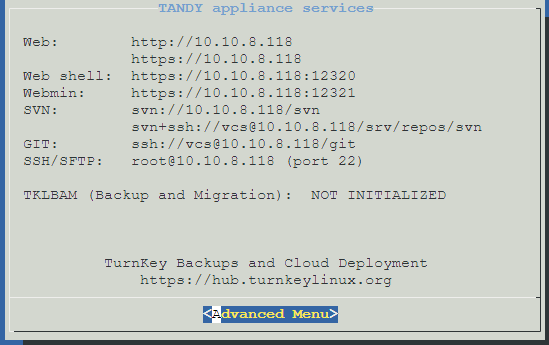 TANDY appliance services
Web: http://10.10.8.118
https://10.10.8.118
Web shell: https://10.10.8.118:12320
Webmin: https://10.10.8.118:12321
SVN: svn://10.10.8.118/svn
svn+ssh://vcs@10.10.8.118/srv/repos/svn
GIT: ssh://vcs@10.10.8.118/git
SSH/SFTP: root@10.10.8.118 (port 22)
TKLBAM (Backup and Migration): NOT INITIALIZED
TurnKey Backups and Cloud Deployment
https://hub.turnkeylinux.org
<Advanced Menu>